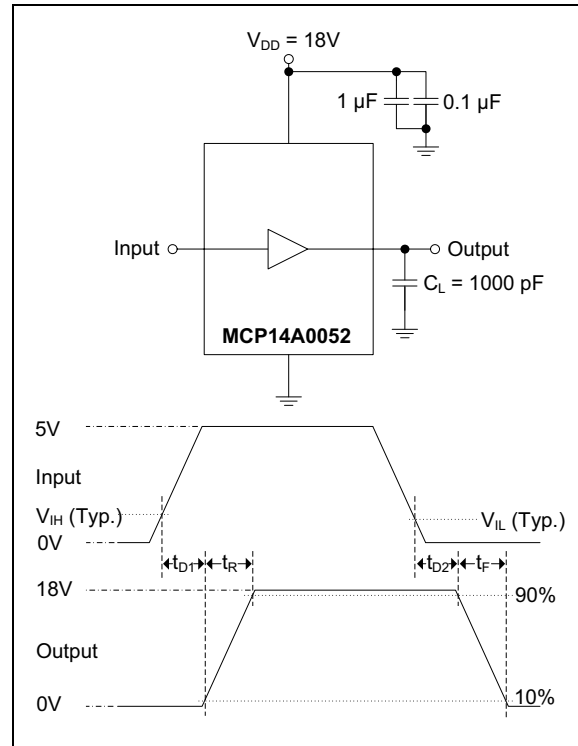 V_DD = 18V
1 µF
0.1 µF
Input
Output
C_L = 1000 pF
MCP14A0052
5V
Input
V_IH (Typ.)
V_IL (Typ.)
0V
t_D1
t_R
t_D2
t_F
18V
90%
Output
10%
0V